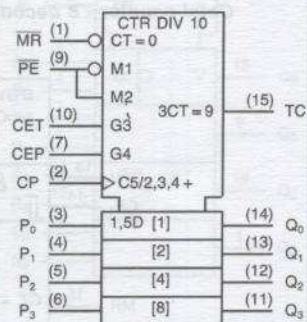 CTR DIV 10
M̅R̅ (1) CT = 0
P̅E̅ (9) M1
M2
CET (10) G3 3CT = 9 (15) TC
CEP (7) G4
CP (2) C5/2,3,4 +
P₀ (3) 1,5D [1] (14) Q₀
P₁ (4) [2] (13) Q₁
P₂ (5) [4] (12) Q₂
P₃ (6) [8] (11) Q₃